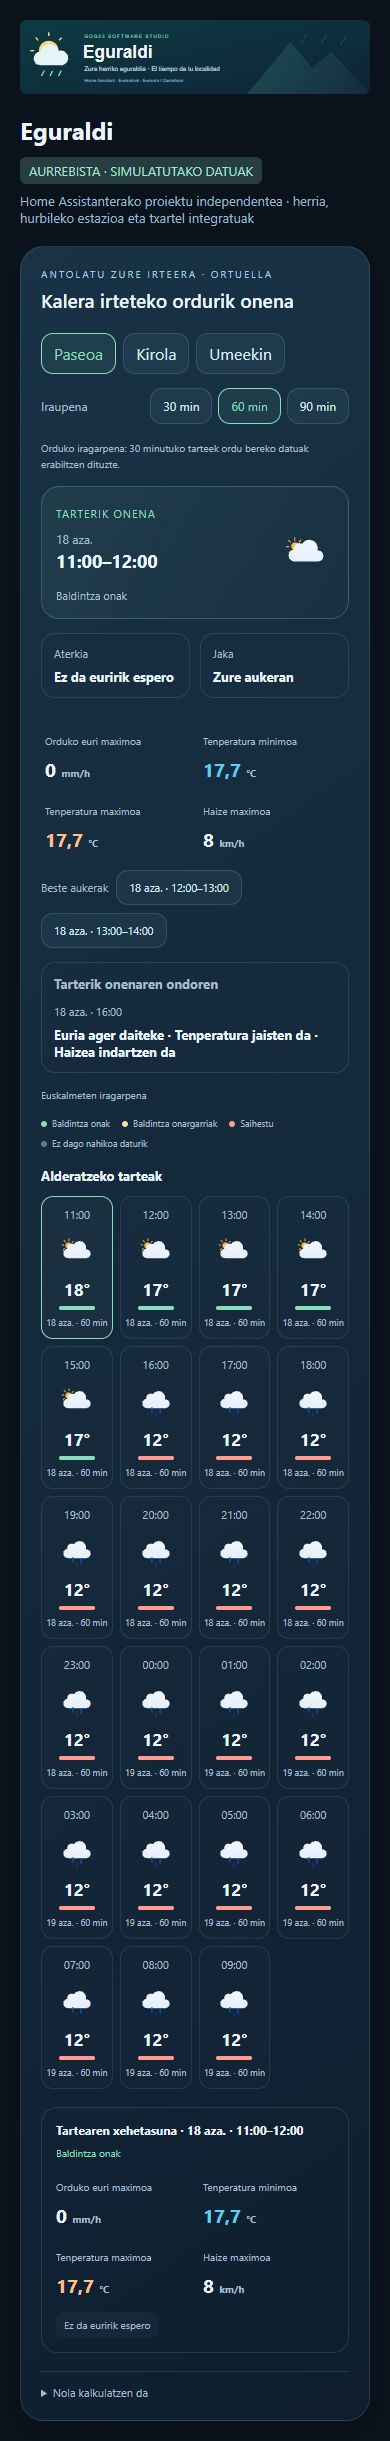 GOG23 SOFTWARE STUDIO
Eguraldi
Zure herriko eguraldia · El tiempo de tu localidad
Home Assistant · Euskalmet · Euskara / Castellano
Eguraldi
AURREBISTA · SIMULATUTAKO DATUAK
Home Assistanterako proiektu independentea · herria,
hurbileko estazioa eta txartel integratuak
ANTOLATU ZURE IRTEERA · ORTUELLA
Kalera irteteko ordurik onena
Paseoa Kirola Umeekin
Iraupena 30 min 60 min 90 min
Orduko iragarpena: 30 minutuko tarteek ordu bereko datuak
erabiltzen dituzte.
TARTERIK ONENA
18 aza.
11:00–12:00
Baldintza onak
Aterkia Jaka
Ez da euririk espero Zure aukeran
Orduko euri maximoa Tenperatura minimoa
0 mm/h 17,7 °C
Tenperatura maximoa Haize maximoa
17,7 °C 8 km/h
Beste aukerak 18 aza. · 12:00–13:00
18 aza. · 13:00–14:00
Tarterik onenaren ondoren
18 aza. · 16:00
Euria ager daiteke · Tenperatura jaisten da ·
Haizea indartzen da
Euskalmeten iragarpena
Baldintza onak Baldintza onargarriak Saihestu
Ez dago nahikoa daturik
Alderatzeko tarteak
11:00 12:00 13:00 14:00
18° 17° 17° 17°
18 aza. · 60 min 18 aza. · 60 min 18 aza. · 60 min 18 aza. · 60 min
15:00 16:00 17:00 18:00
17° 12° 12° 12°
18 aza. · 60 min 18 aza. · 60 min 18 aza. · 60 min 18 aza. · 60 min
19:00 20:00 21:00 22:00
12° 12° 12° 12°
18 aza. · 60 min 18 aza. · 60 min 18 aza. · 60 min 18 aza. · 60 min
23:00 00:00 01:00 02:00
12° 12° 12° 12°
18 aza. · 60 min 19 aza. · 60 min 19 aza. · 60 min 19 aza. · 60 min
03:00 04:00 05:00 06:00
12° 12° 12° 12°
19 aza. · 60 min 19 aza. · 60 min 19 aza. · 60 min 19 aza. · 60 min
07:00 08:00 09:00
12° 12° 12°
19 aza. · 60 min 19 aza. · 60 min 19 aza. · 60 min
Tartearen xehetasuna · 18 aza. · 11:00–12:00
Baldintza onak
Orduko euri maximoa Tenperatura minimoa
0 mm/h 17,7 °C
Tenperatura maximoa Haize maximoa
17,7 °C 8 km/h
Ez da euririk espero
Nola kalkulatzen da